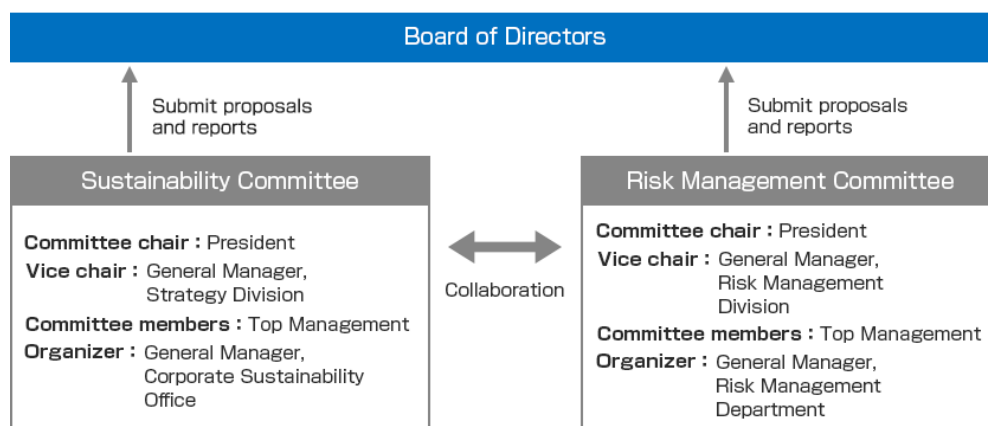 Board of Directors
Submit proposals
and reports
Submit proposals
and reports
Sustainability Committee
Committee chair : President
Vice chair : General Manager,
Strategy Division
Committee members : Top Management
Organizer : General Manager,
Corporate Sustainability
Office
Collaboration
Risk Management Committee
Committee chair : President
Vice chair : General Manager,
Risk Management
Division
Committee members : Top Management
Organizer : General Manager,
Risk Management
Department